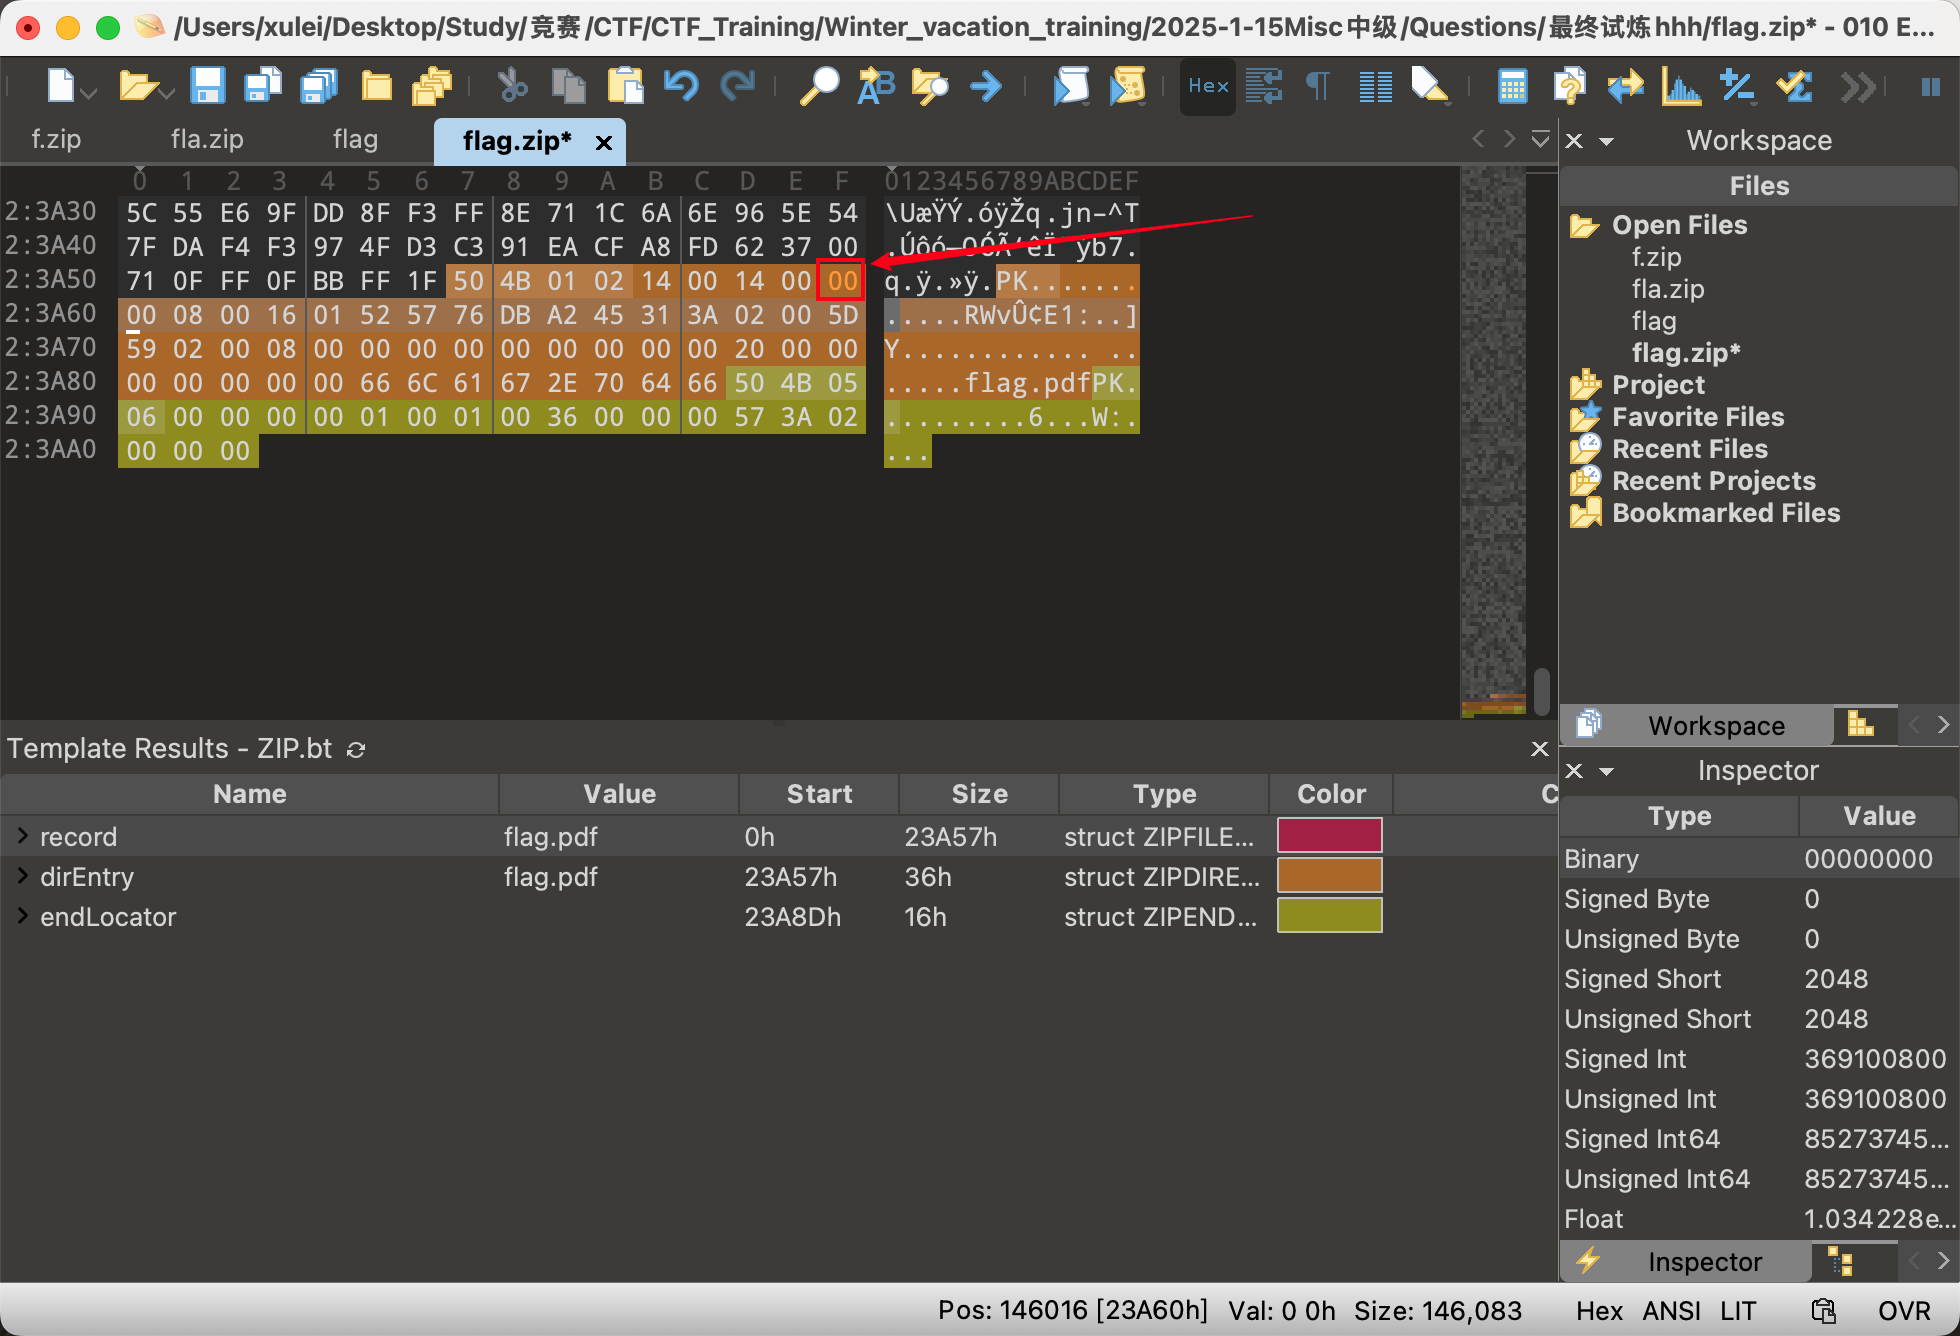 /Users/xulei/Desktop/Study/竞赛/CTF/CTF_Training/Winter_vacation_training/2025-1-15Misc中级/Questions/最终试炼hhh/flag.zip* - 010 E...
Hex
f.zip fla.zip flag flag.zip*
Workspace
Files
Open Files
f.zip
fla.zip
flag
flag.zip*
Project
Favorite Files
Recent Files
Recent Projects
Bookmarked Files
0 1 2 3 4 5 6 7 8 9 A B C D E F 0123456789ABCDEF
2:3A30 5C 55 E6 9F DD 8F F3 FF 8E 71 1C 6A 6E 96 5E 54 \UæŸÝ.óÿŽq.jn–^T
2:3A40 7F DA F4 F3 97 4F D3 C3 91 EA CF A8 FD 62 37 00 .Úôó—OÓÃ‘êÏ¨ýb7.
2:3A50 71 0F FF 0F BB FF 1F 50 4B 01 02 14 00 14 00 00 q.ÿ.»ÿ.PK.......
2:3A60 00 08 00 16 01 52 57 76 DB A2 45 31 3A 02 00 5D .....RWvÛ¢E1:..]
2:3A70 59 02 00 08 00 00 00 00 00 00 00 00 00 20 00 00 Y............ ..
2:3A80 00 00 00 00 00 66 6C 61 67 2E 70 64 66 50 4B 05 .....flag.pdfPK.
2:3A90 06 00 00 00 00 01 00 01 00 36 00 00 00 57 3A 02 .........6...W:.
2:3AA0 00 00 00 ...
Workspace
Template Results - ZIP.bt
Name Value Start Size Type Color C
record flag.pdf 0h 23A57h struct ZIPFILE...
dirEntry flag.pdf 23A57h 36h struct ZIPDIRE...
endLocator 23A8Dh 16h struct ZIPEND...
Inspector
Type Value
Binary 00000000
Signed Byte 0
Unsigned Byte 0
Signed Short 2048
Unsigned Short 2048
Signed Int 369100800
Unsigned Int 369100800
Signed Int64 85273745...
Unsigned Int64 85273745...
Float 1.034228e...
Inspector
Pos: 146016 [23A60h] Val: 0 0h Size: 146,083 Hex ANSI LIT OVR